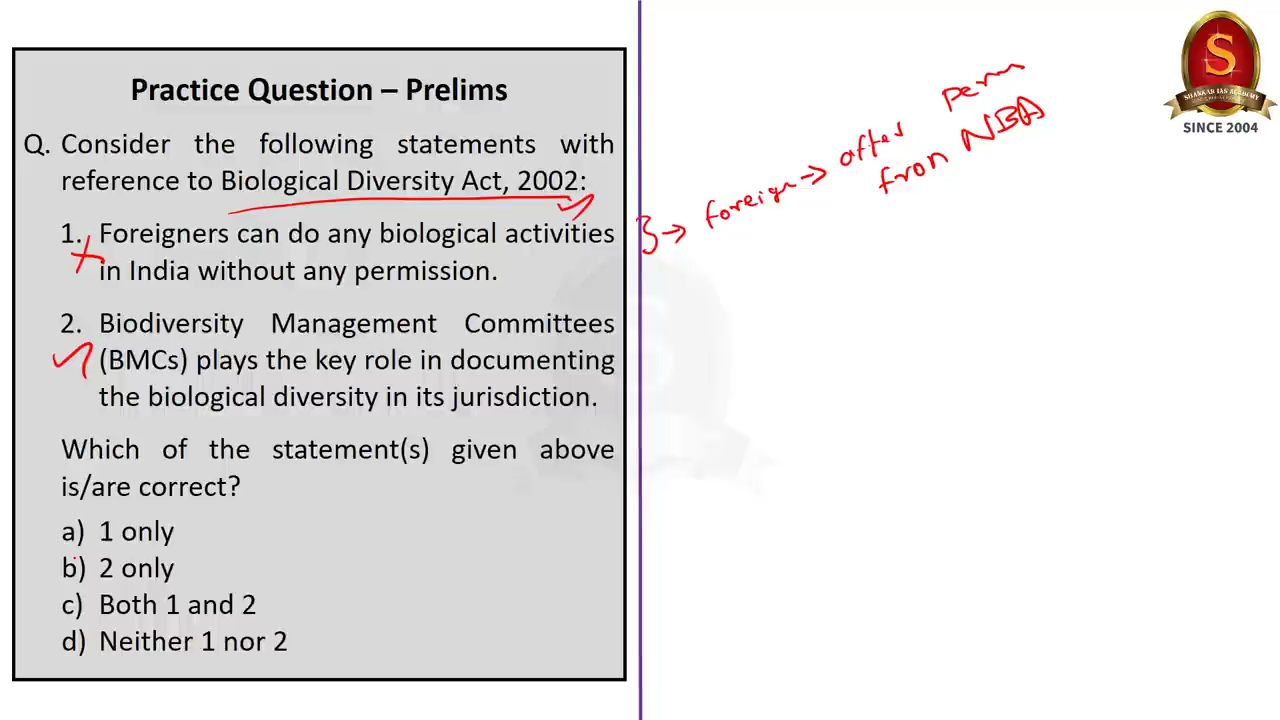 Practice Question – Prelims
Q. Consider the following statements with
reference to Biological Diversity Act, 2002:
1. Foreigners can do any biological activities
in India without any permission.
2. Biodiversity Management Committees
(BMCs) plays the key role in documenting
the biological diversity in its jurisdiction.
Which of the statement(s) given above
is/are correct?
a) 1 only
b) 2 only
c) Both 1 and 2
d) Neither 1 nor 2
3 → foreign → after perm
from NBA
S
SHANKAR IAS ACADEMY
SINCE 2004